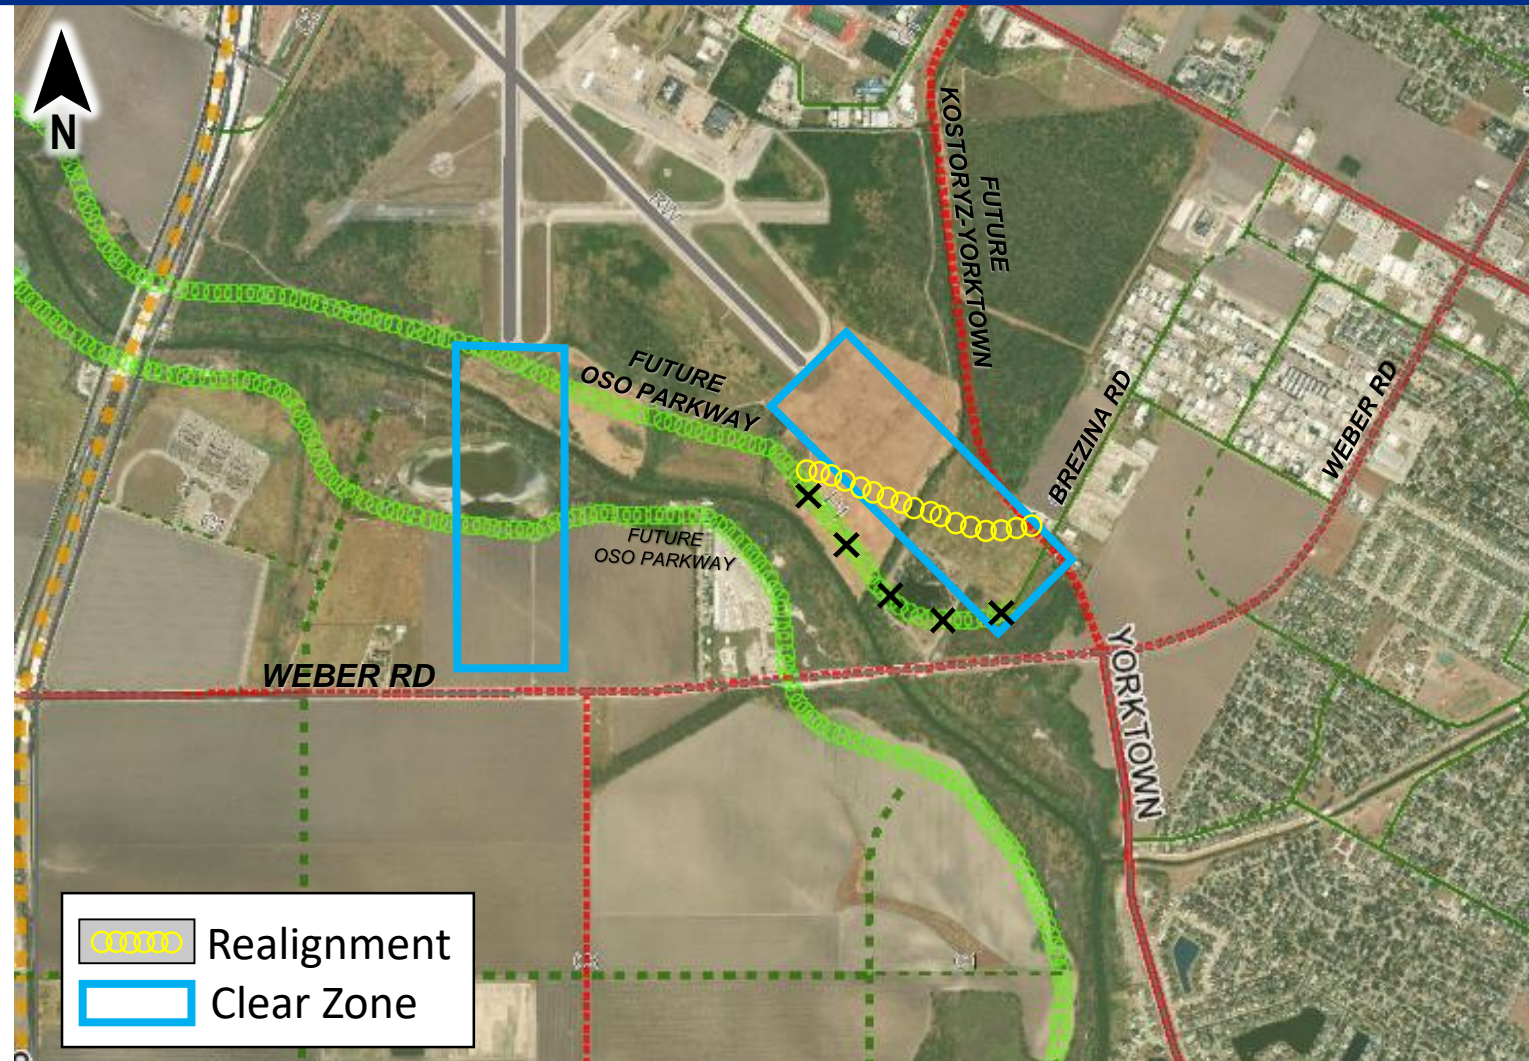 N
RW
FUTURE
KOSTORYZ-YORKTOWN
FUTURE
OSO PARKWAY
BREZINA RD
WEBER RD
FUTURE
OSO PARKWAY
WEBER RD
YORKTOWN
Realignment
Clear Zone